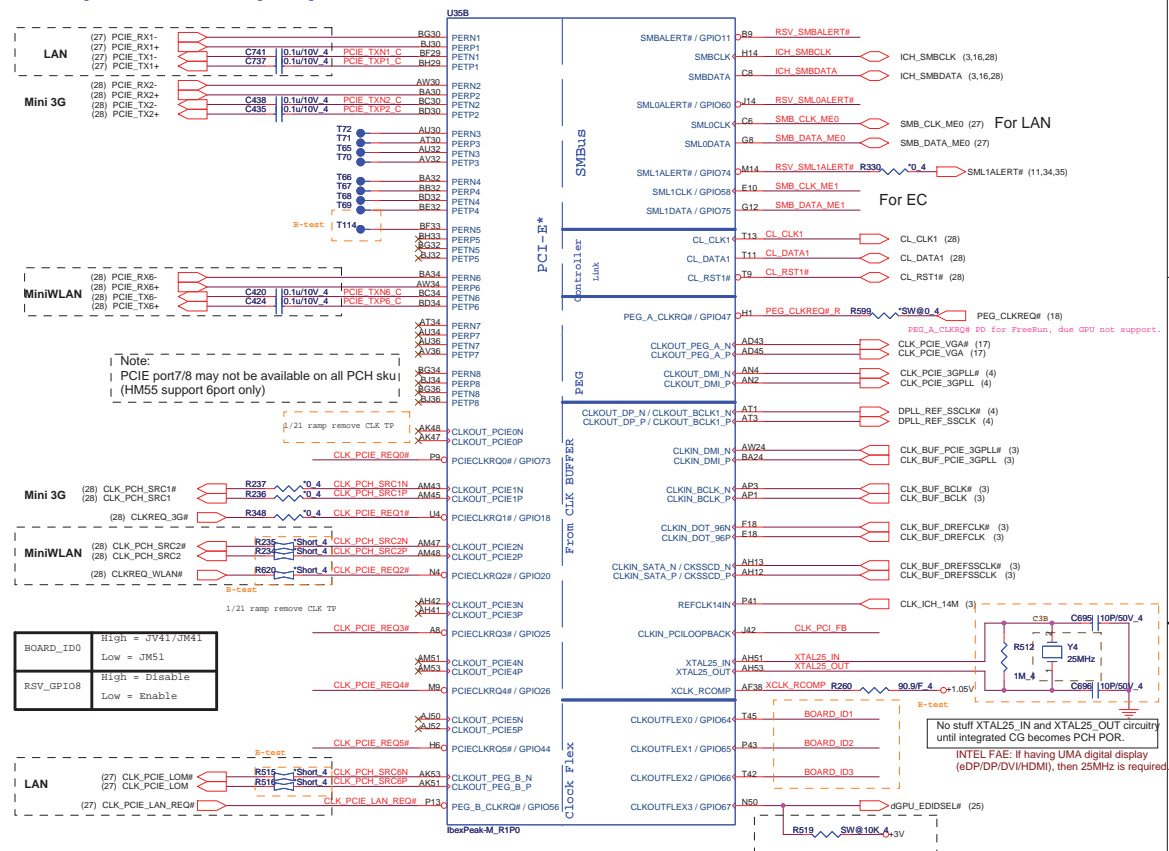 U35B
LAN
(27) PCIE_RX1- BG30 PERN1
(27) PCIE_RX1+ BJ30 PERP1
(27) PCIE_TX1- C741 0.1u/10V_4 PCIE_TXN1_C BF29 PETN1
(27) PCIE_TX1+ C737 0.1u/10V_4 PCIE_TXP1_C BH29 PETP1
Mini 3G
(28) PCIE_RX2- AW30 PERN2
(28) PCIE_RX2+ BA30 PERP2
(28) PCIE_TX2- C438 0.1u/10V_4 PCIE_TXN2_C BC30 PETN2
(28) PCIE_TX2+ C435 0.1u/10V_4 PCIE_TXP2_C BD30 PETP2
T72 AU30 PERN3
T71 AT30 PERP3
T65 AU32 PETN3
T70 AV32 PETP3
T66 BA32 PERN4
T67 BB32 PERP4
T68 BD32 PETN4
T69 BE32 PETP4
B-test T114 BF33 PERN5
BH33 PERP5
BG32 PETN5
BJ32 PETP5
MiniWLAN
(28) PCIE_RX6- BA34 PERN6
(28) PCIE_RX6+ AW34 PERP6
(28) PCIE_TX6- C420 0.1u/10V_4 PCIE_TXN6_C BC34 PETN6
(28) PCIE_TX6+ C424 0.1u/10V_4 PCIE_TXP6_C BD34 PETP6
AT34 PERN7
AU34 PERP7
AU36 PETN7
AV36 PETP7
Note:
PCIE port7/8 may not be available on all PCH sku
(HM55 support 6port only)
BG34 PERN8
BJ34 PERP8
BG36 PETN8
BJ36 PETP8
1/21 ramp remove CLK TP
AK48 CLKOUT_PCIE0N
AK47 CLKOUT_PCIE0P
CLK_PCIE_REQ0# P9 PCIECLKRQ0# / GPIO73
Mini 3G
(28) CLK_PCH_SRC1# R237 *0_4 CLK_PCH_SRC1N AM43 CLKOUT_PCIE1N
(28) CLK_PCH_SRC1 R236 *0_4 CLK_PCH_SRC1P AM45 CLKOUT_PCIE1P
(28) CLKREQ_3G# R348 *0_4 CLK_PCIE_REQ1# U4 PCIECLKRQ1# / GPIO18
MiniWLAN
(28) CLK_PCH_SRC2# R235 *Short_4 CLK_PCH_SRC2N AM47 CLKOUT_PCIE2N
(28) CLK_PCH_SRC2 R234 *Short_4 CLK_PCH_SRC2P AM48 CLKOUT_PCIE2P
(28) CLKREQ_WLAN# R620 *Short_4 CLK_PCIE_REQ2# N4 PCIECLKRQ2# / GPIO20
B-test
1/21 ramp remove CLK TP
AH42 CLKOUT_PCIE3N
AH41 CLKOUT_PCIE3P
CLK_PCIE_REQ3# A8 PCIECLKRQ3# / GPIO25
BOARD_ID0 High = JV41/JM41
Low = JM51
RSV_GPIO8 High = Disable
Low = Enable
AM51 CLKOUT_PCIE4N
AM53 CLKOUT_PCIE4P
CLK_PCIE_REQ4# M9 PCIECLKRQ4# / GPIO26
AJ50 CLKOUT_PCIE5N
AJ52 CLKOUT_PCIE5P
CLK_PCIE_REQ5# H6 PCIECLKRQ5# / GPIO44
B-test
LAN
(27) CLK_PCIE_LOM# R515 *Short_4 CLK_PCH_SRC6N AK53 CLKOUT_PEG_B_N
(27) CLK_PCIE_LOM R516 *Short_4 CLK_PCH_SRC6P AK51 CLKOUT_PEG_B_P
(27) CLK_PCIE_LAN_REQ# CLK_PCIE_LAN_REQ# P13 PEG_B_CLKRQ# / GPIO56
IbexPeak-M_R1P0
PCI-E*
SMBus
Controller
Link
PEG
From CLK BUFFER
Clock Flex
SMBALERT# / GPIO11 B9 RSV_SMBALERT#
SMBCLK H14 ICH_SMBCLK ICH_SMBCLK (3,16,28)
SMBDATA C8 ICH_SMBDATA ICH_SMBDATA (3,16,28)
SML0ALERT# / GPIO60 J14 RSV_SML0ALERT#
SML0CLK C6 SMB_CLK_ME0 SMB_CLK_ME0 (27) For LAN
SML0DATA G8 SMB_DATA_ME0 SMB_DATA_ME0 (27)
SML1ALERT# / GPIO74 M14 RSV_SML1ALERT# R330 *0_4 SML1ALERT# (11,34,35)
SML1CLK / GPIO58 E10 SMB_CLK_ME1
For EC
SML1DATA / GPIO75 G12 SMB_DATA_ME1
CL_CLK1 T13 CL_CLK1 CL_CLK1 (28)
CL_DATA1 T11 CL_DATA1 CL_DATA1 (28)
CL_RST1# T9 CL_RST1# CL_RST1# (28)
PEG_A_CLKRQ# / GPIO47 H1 PEG_CLKREQ#_R R599 *SW@0_4 PEG_CLKREQ# (18)
PEG_A_CLKRQ# PD for FreeRun, due GPU not support.
CLKOUT_PEG_A_N AD43 CLK_PCIE_VGA# (17)
CLKOUT_PEG_A_P AD45 CLK_PCIE_VGA (17)
CLKOUT_DMI_N AN4 CLK_PCIE_3GPLL# (4)
CLKOUT_DMI_P AN2 CLK_PCIE_3GPLL (4)
CLKOUT_DP_N / CLKOUT_BCLK1_N AT1 DPLL_REF_SSCLK# (4)
CLKOUT_DP_P / CLKOUT_BCLK1_P AT3 DPLL_REF_SSCLK (4)
CLKIN_DMI_N AW24 CLK_BUF_PCIE_3GPLL# (3)
CLKIN_DMI_P BA24 CLK_BUF_PCIE_3GPLL (3)
CLKIN_BCLK_N AP3 CLK_BUF_BCLK# (3)
CLKIN_BCLK_P AP1 CLK_BUF_BCLK (3)
CLKIN_DOT_96N F18 CLK_BUF_DREFCLK# (3)
CLKIN_DOT_96P E18 CLK_BUF_DREFCLK (3)
CLKIN_SATA_N / CKSSCD_N AH13 CLK_BUF_DREFSSCLK# (3)
CLKIN_SATA_P / CKSSCD_P AH12 CLK_BUF_DREFSSCLK (3)
REFCLK14IN P41 CLK_ICH_14M (3)
CLKIN_PCILOOPBACK J42 CLK_PCI_FB
XTAL25_IN AH51 XTAL25_IN
XTAL25_OUT AH53 XTAL25_OUT
XCLK_RCOMP AF38 XCLK_RCOMP R260 90.9/F_4 +1.05V
B-test
C3B C695 10P/50V_4
R512 1M_4
2 Y4 25MHz 1
C696 10P/50V_4
B-test
No stuff XTAL25_IN and XTAL25_OUT circuitry
until integrated CG becomes PCH POR.
INTEL FAE: If having UMA digital display
(eDP/DP/DVI/HDMI), then 25MHz is required.
CLKOUTFLEX0 / GPIO64 T45 BOARD_ID1
CLKOUTFLEX1 / GPIO65 P43 BOARD_ID2
CLKOUTFLEX2 / GPIO66 T42 BOARD_ID3
CLKOUTFLEX3 / GPIO67 N50 dGPU_EDIDSEL# (25)
R519 SW@10K_4 +3V